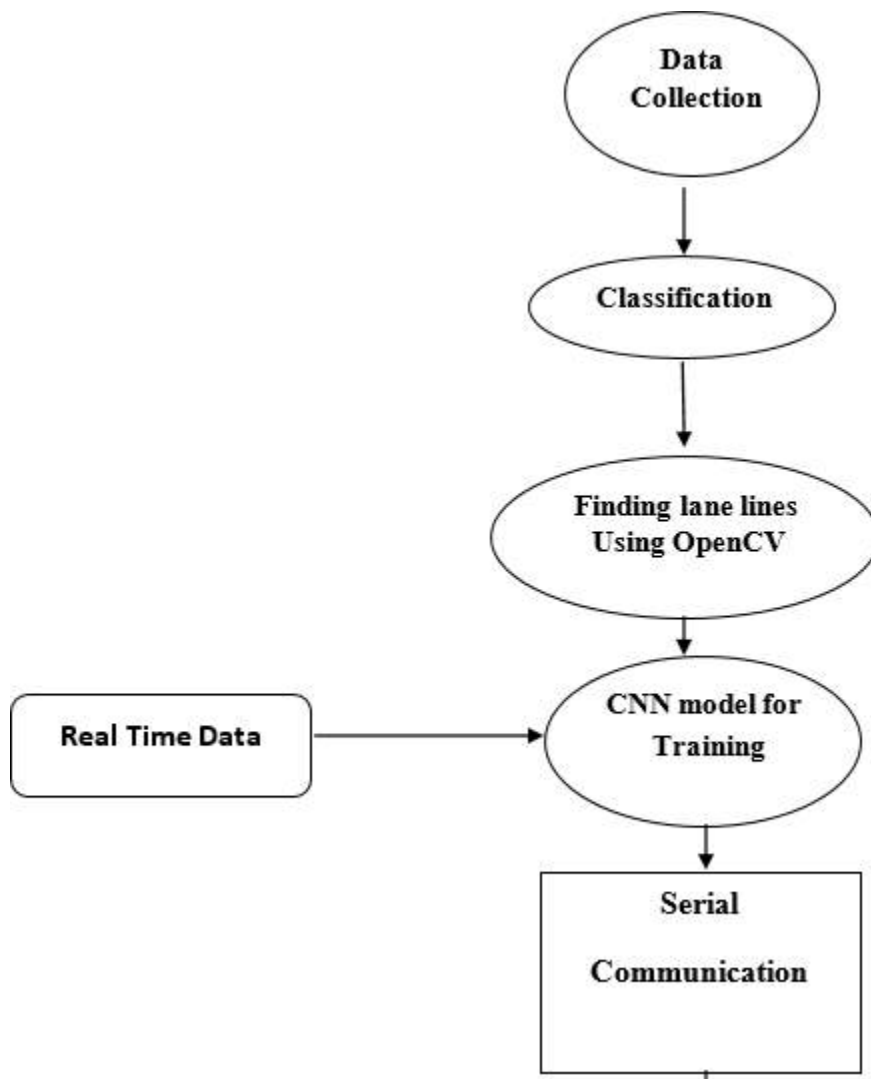 Data
Collection
Classification
Finding lane lines
Using OpenCV
Real Time Data
CNN model for
Training
Serial
Communication